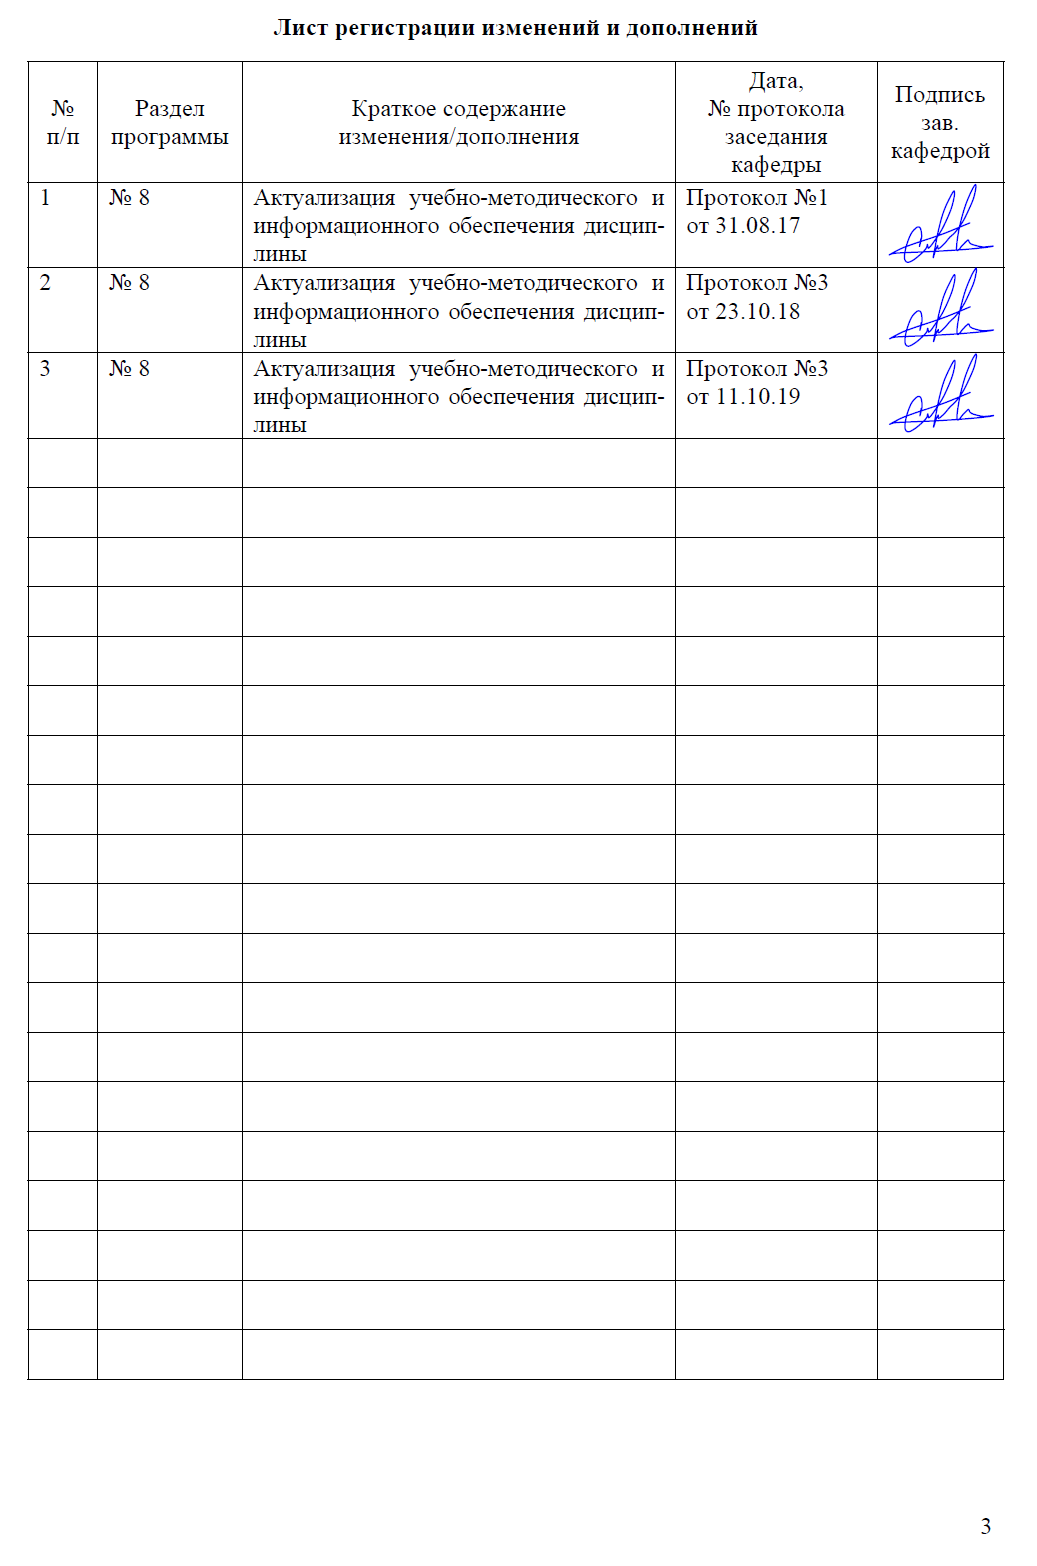 Лист регистрации изменений и дополнений
№
п/п
Раздел
программы
Краткое содержание
изменения/дополнения
Дата,
№ протокола
заседания
кафедры
Подпись
зав.
кафедрой
1
№ 8
Актуализация учебно-методического и
информационного обеспечения дисцип-
лины
Протокол №1
от 31.08.17
2
№ 8
Актуализация учебно-методического и
информационного обеспечения дисцип-
лины
Протокол №3
от 23.10.18
3
№ 8
Актуализация учебно-методического и
информационного обеспечения дисцип-
лины
Протокол №3
от 11.10.19
3